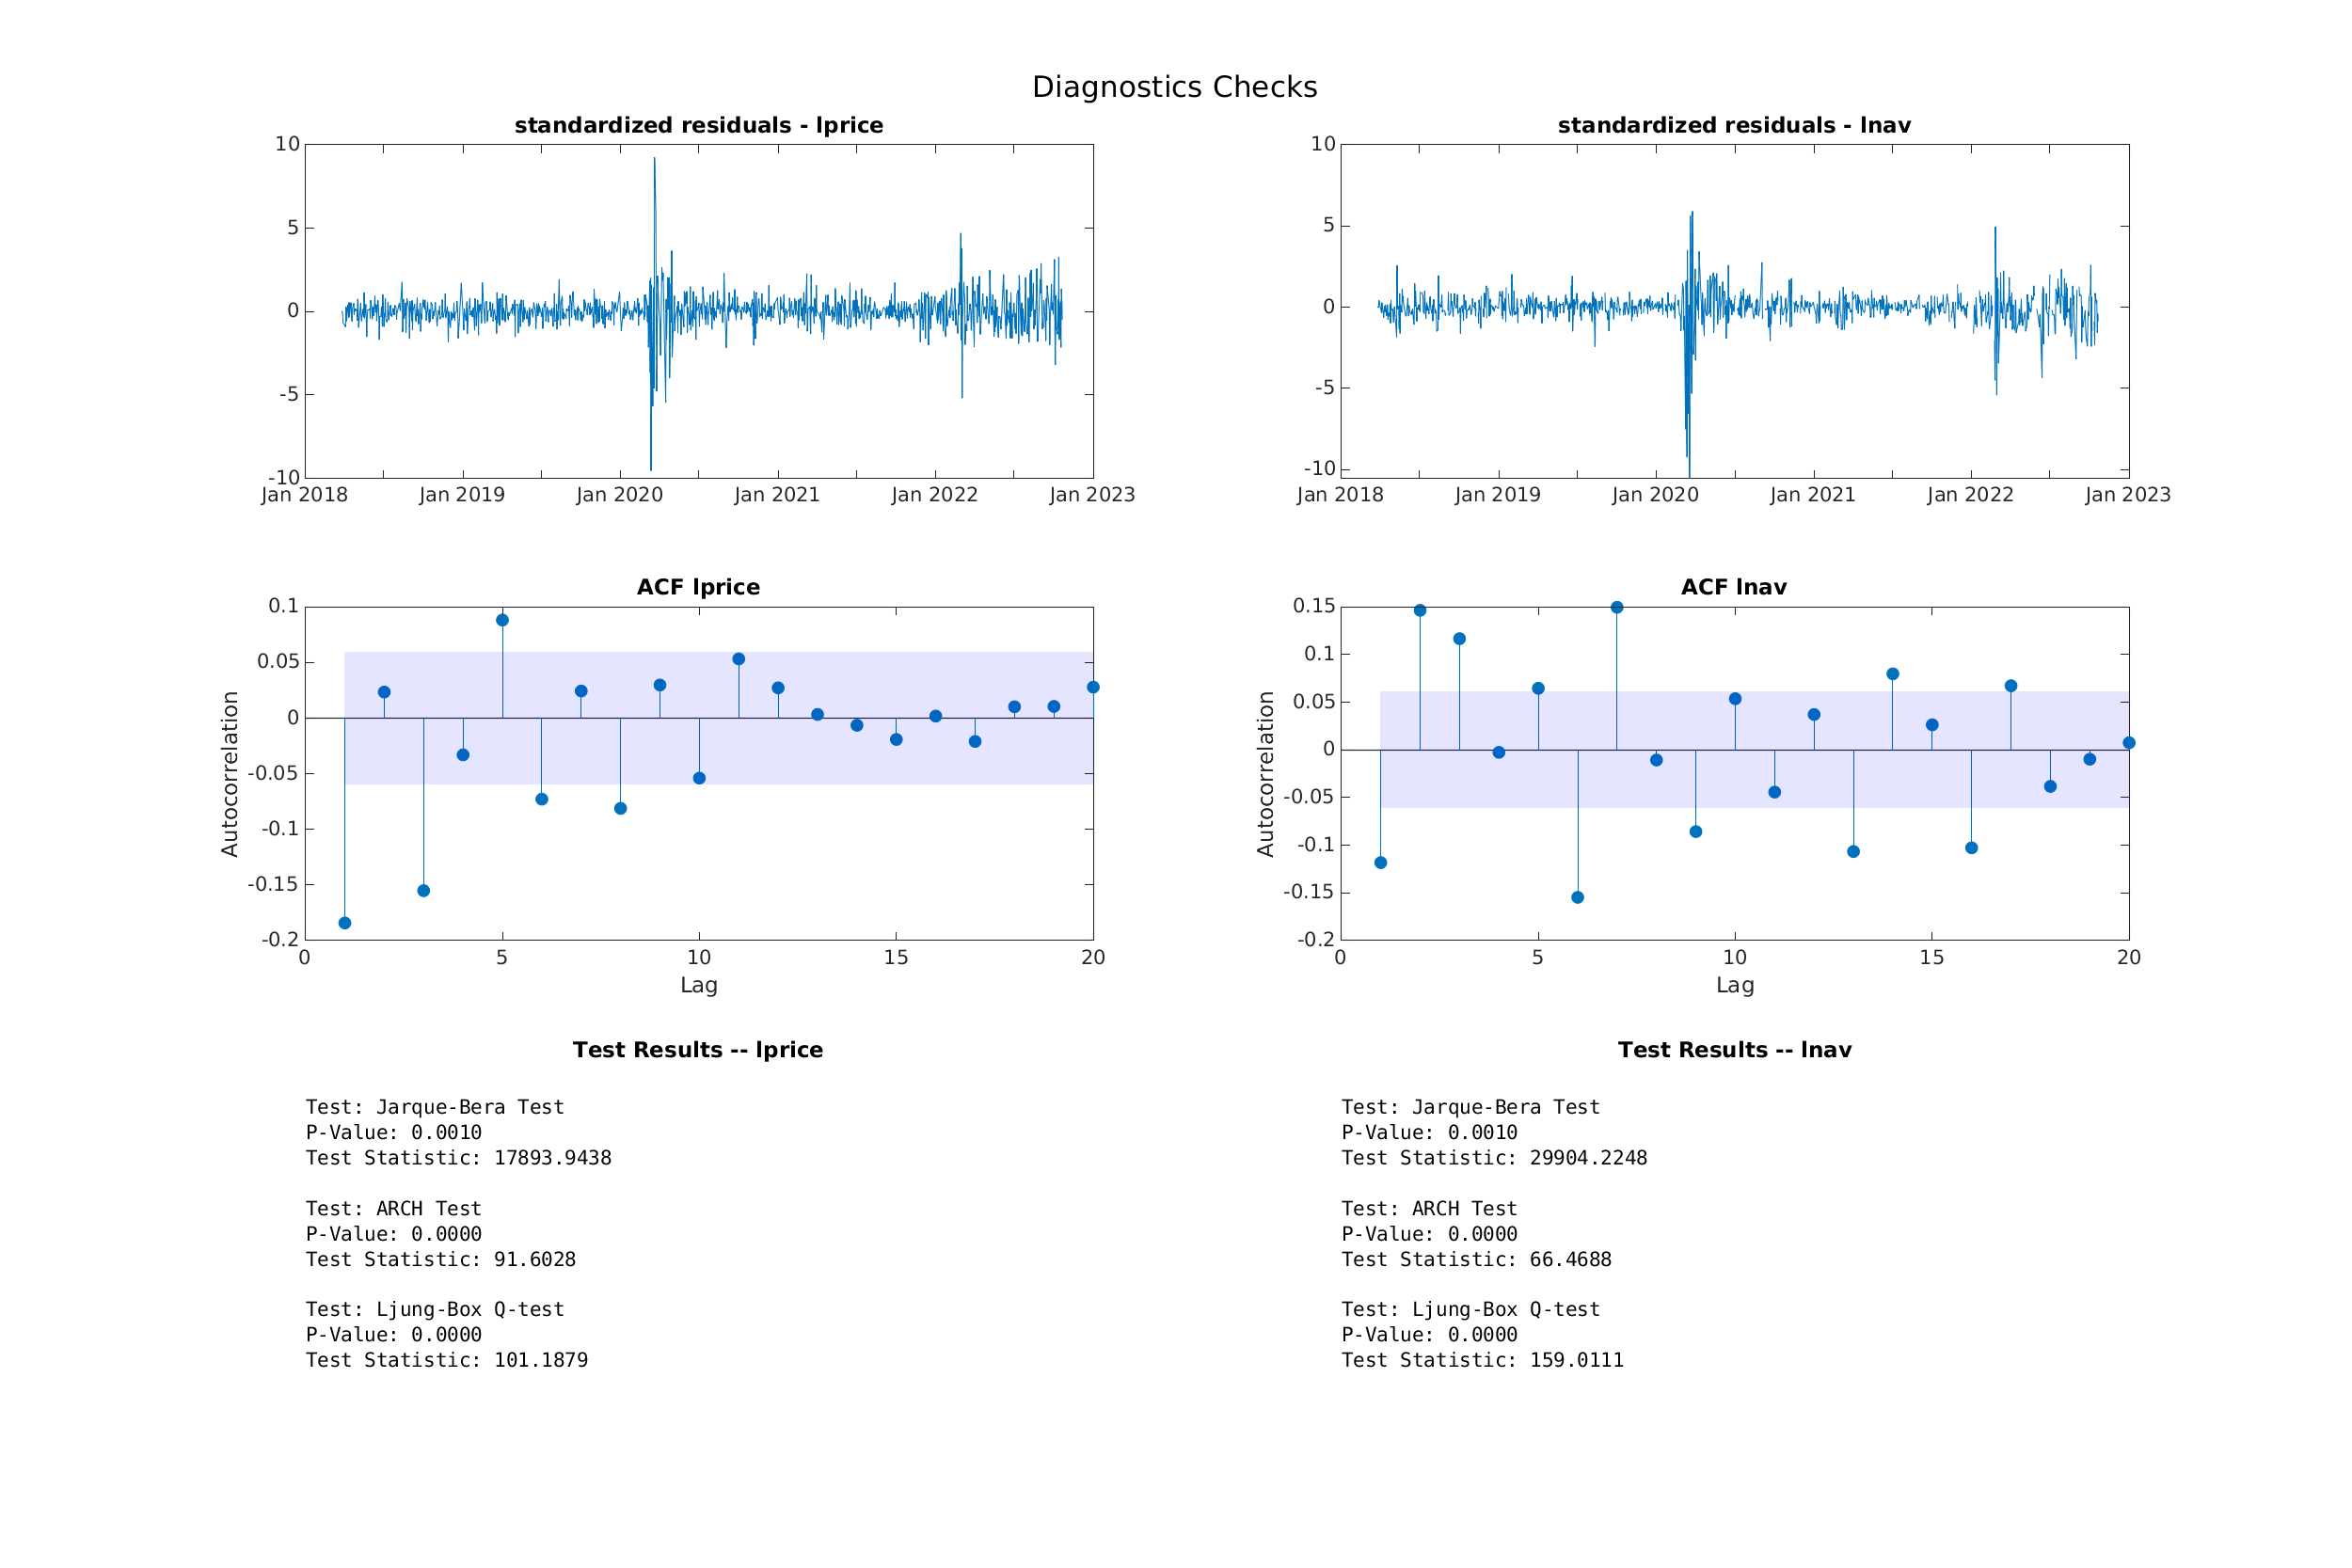 Diagnostics Checks
standardized residuals - lprice
10
5
0
-5
-10
Jan 2018 Jan 2019 Jan 2020 Jan 2021 Jan 2022 Jan 2023
standardized residuals - lnav
10
5
0
-5
-10
Jan 2018 Jan 2019 Jan 2020 Jan 2021 Jan 2022 Jan 2023
ACF lprice
Autocorrelation
0.1
0.05
0
-0.05
-0.1
-0.15
-0.2
0 5 10 15 20
Lag
ACF lnav
Autocorrelation
0.15
0.1
0.05
0
-0.05
-0.1
-0.15
-0.2
0 5 10 15 20
Lag
Test Results -- lprice
Test: Jarque-Bera Test
P-Value: 0.0010
Test Statistic: 17893.9438
Test: ARCH Test
P-Value: 0.0000
Test Statistic: 91.6028
Test: Ljung-Box Q-test
P-Value: 0.0000
Test Statistic: 101.1879
Test Results -- lnav
Test: Jarque-Bera Test
P-Value: 0.0010
Test Statistic: 29904.2248
Test: ARCH Test
P-Value: 0.0000
Test Statistic: 66.4688
Test: Ljung-Box Q-test
P-Value: 0.0000
Test Statistic: 159.0111